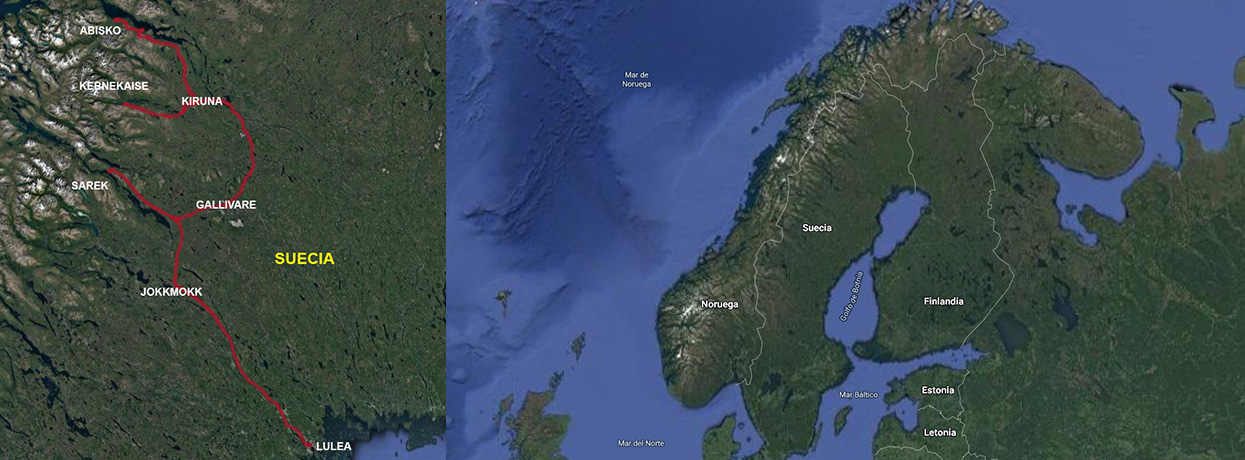 ABISKO
KEBNEKAISE
KIRUNA
SAREK
GALLIVARE
SUECIA
JOKKMOKK
LULEA
Mar de
Noruega
Suecia
Noruega
Golfo de Botnia
Finlandia
Mar Báltico
Estonia
Letonia
Mar del Norte